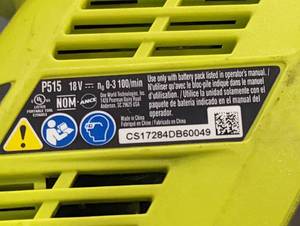 P515 18V n₀ 0-3 100/min
One World Technologies, Inc.
1428 Pearman Dairy Road
Anderson, SC 29625 USA
UL
LISTED
NOM
ANCE
Made in China
Fabriqué en Chine / Fabricado en China
Use only with battery pack listed in operator's manual. /
N'utiliser qu'avec le
bloc-pile indiqué dans le
manuel d'utilisation. / Utilice la unidad solamente con el
paquete de batería indicado en el manual del
operador.
CS17284DB60049